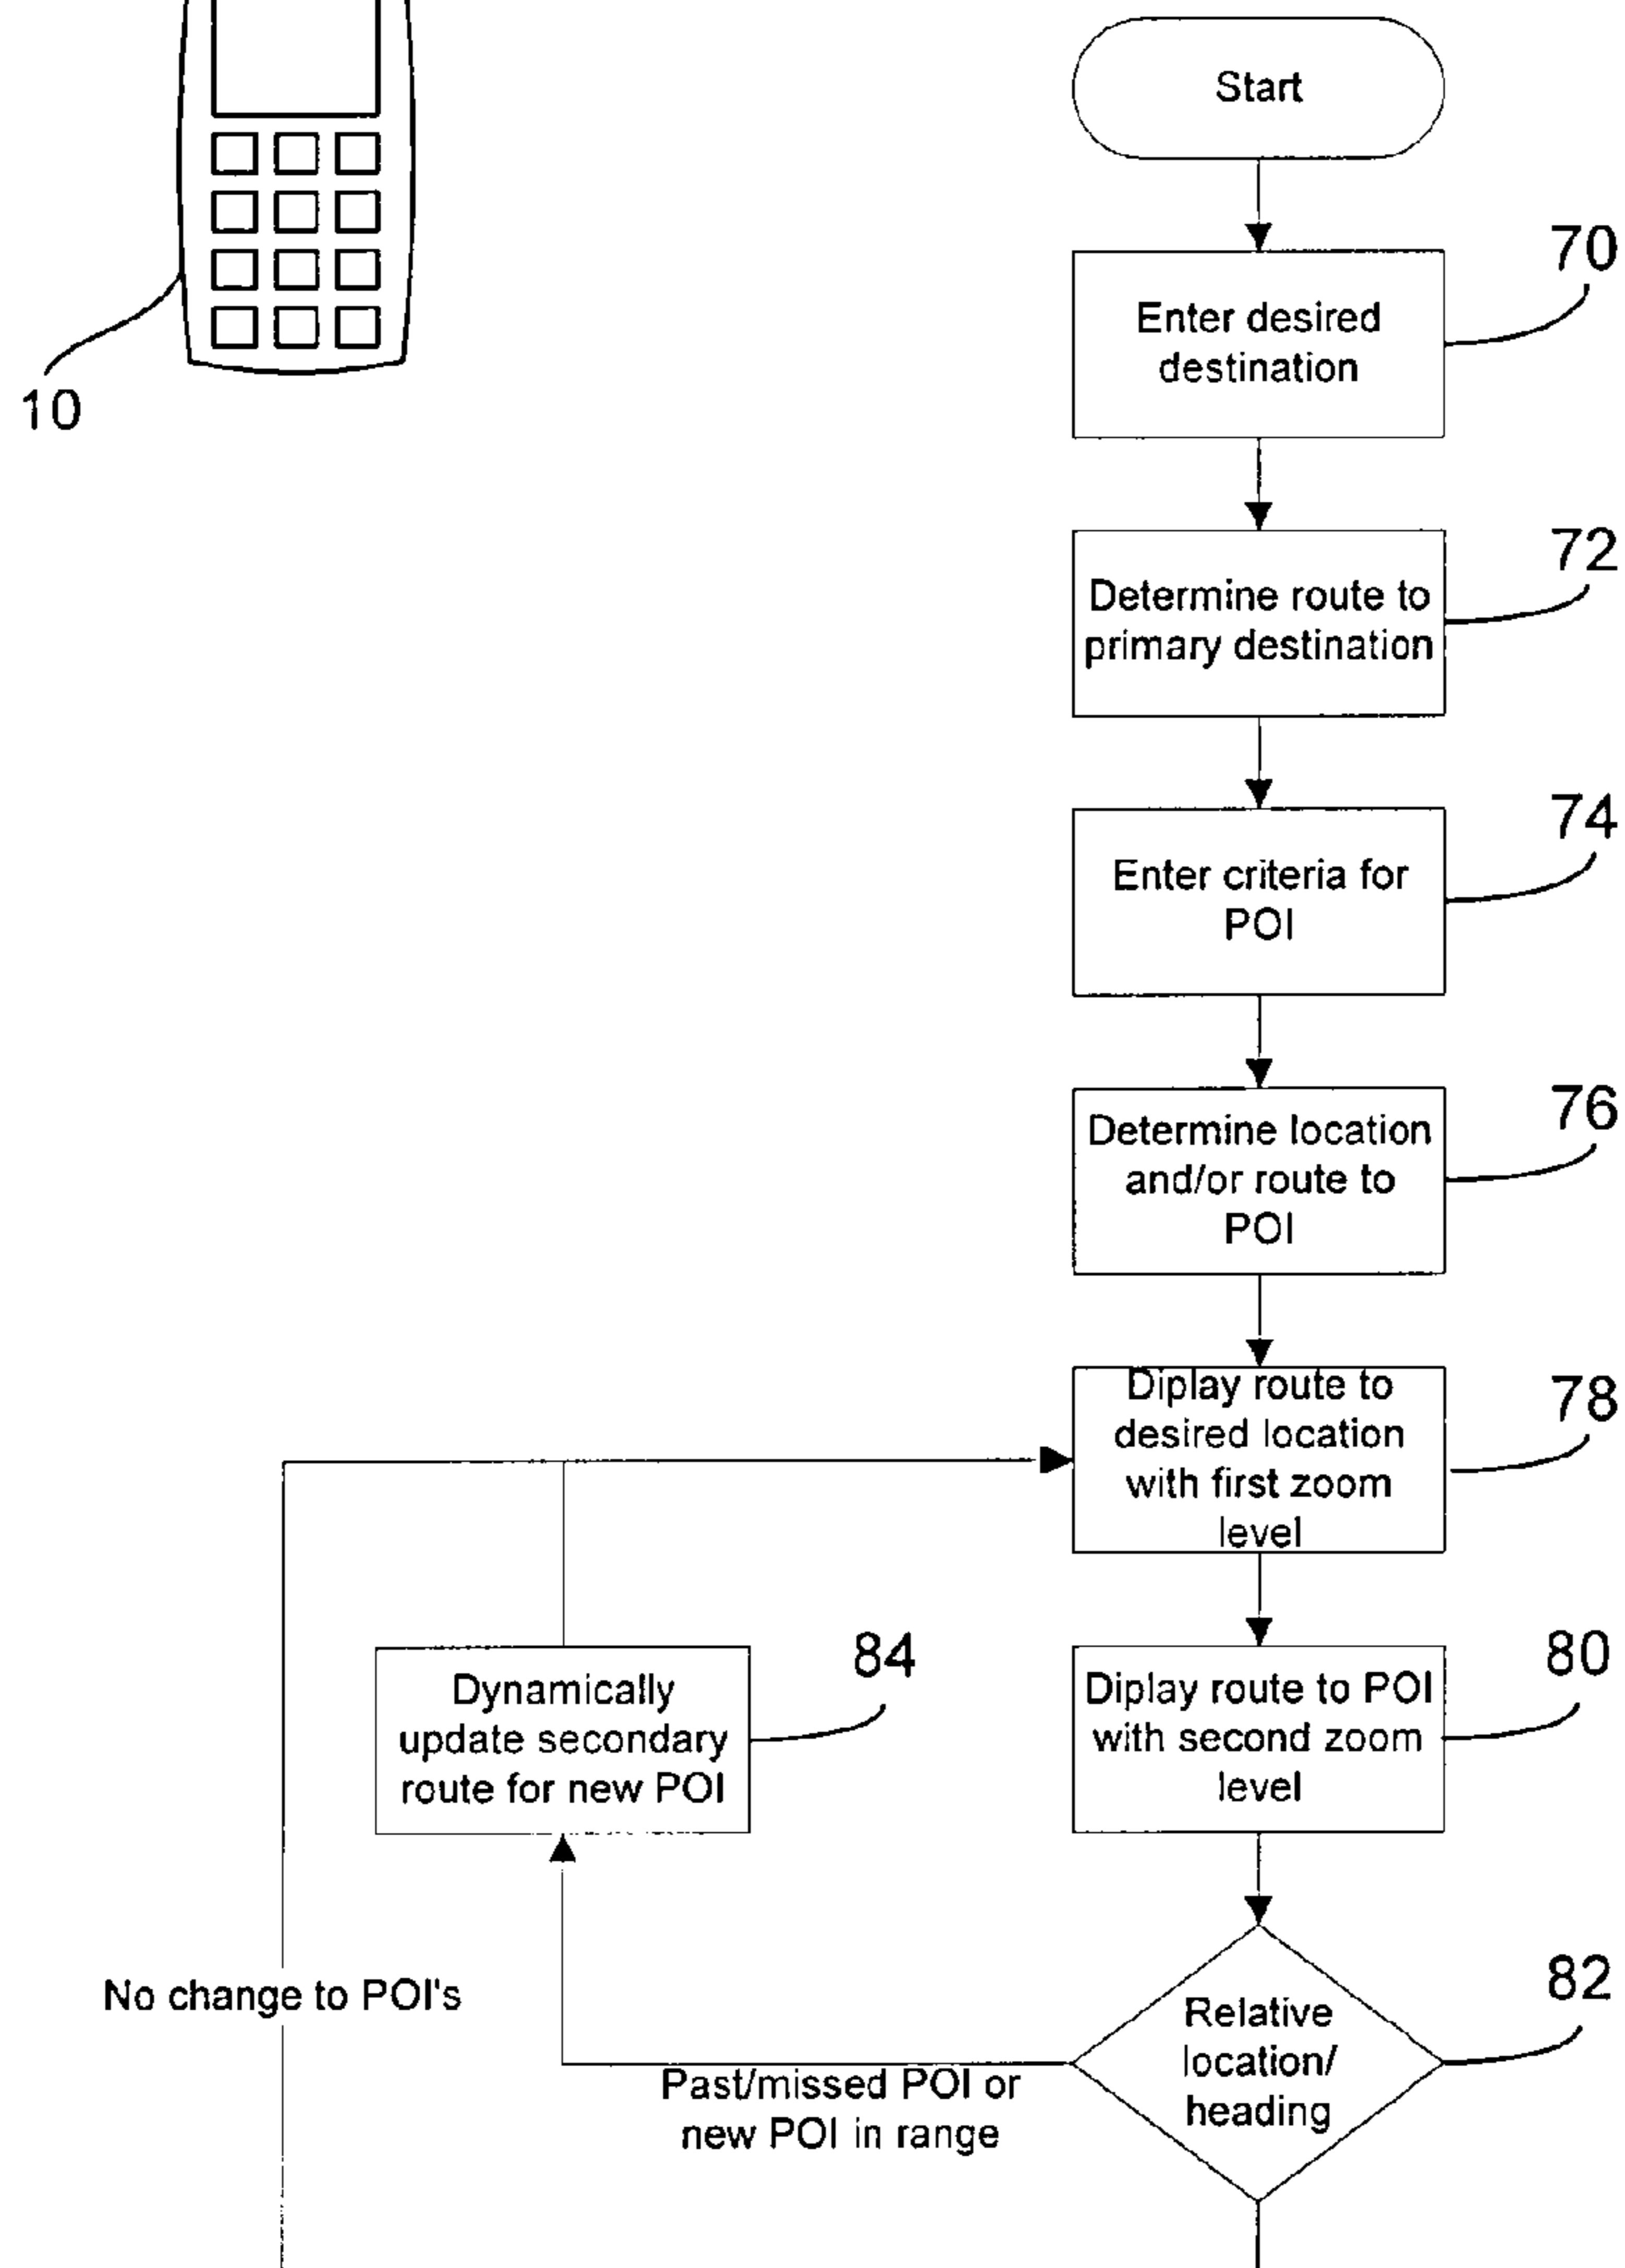 Start
70
Enter desired
destination
10
72
Determine route to
primary destination
74
Enter criteria for
POI
76
Determine location
and/or route to
POI
78
Diplay route to
desired location
with first zoom
level
84
Dynamically
update secondary
route for new POI
80
Diplay route to POI
with second zoom
level
No change to POI's
82
Relative
location/
heading
Past/missed POI or
new POI in range